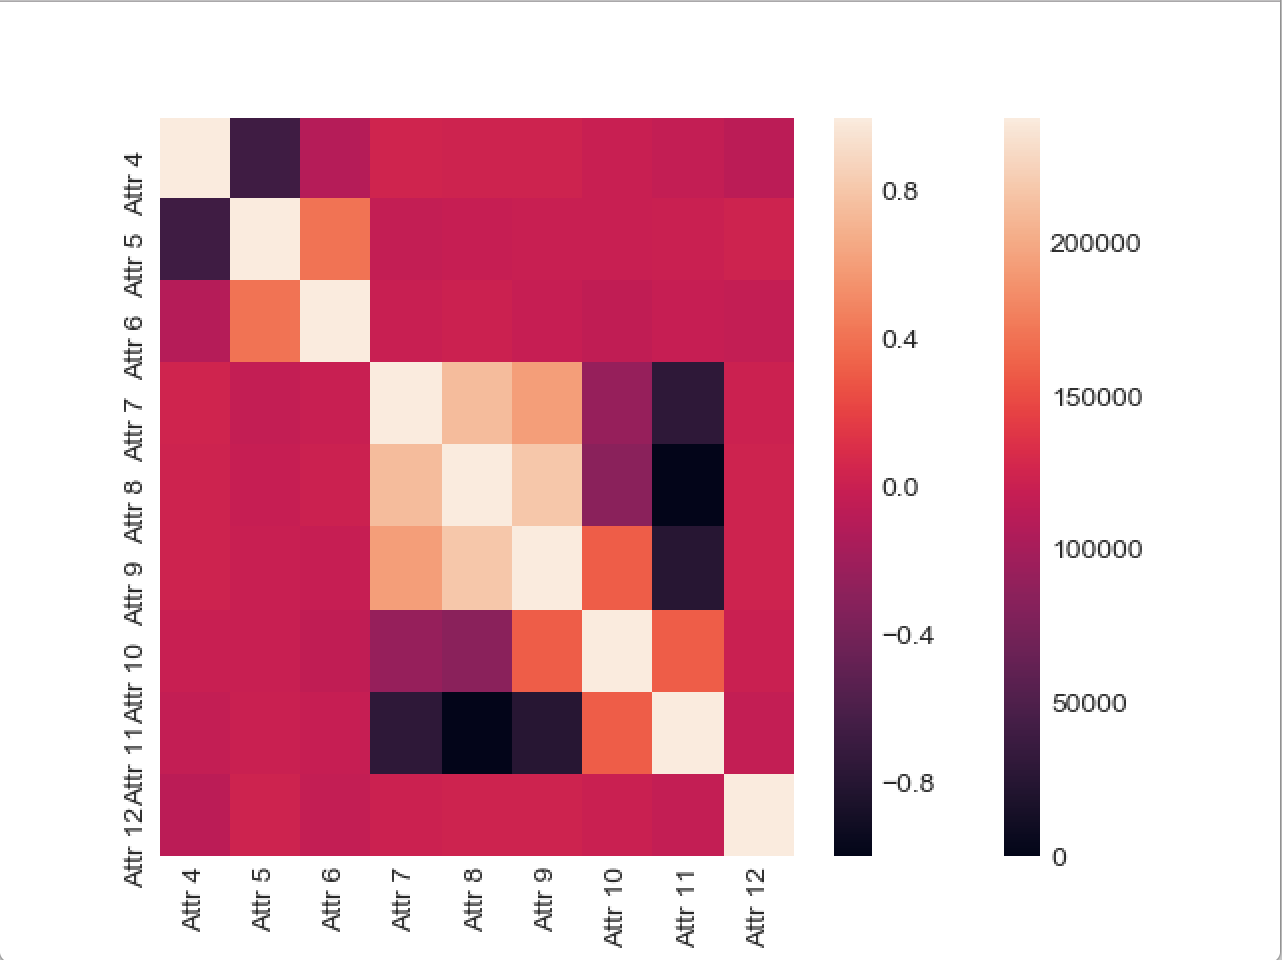 Attr 4
Attr 5
Attr 6
Attr 7
Attr 8
Attr 9
Attr 10
Attr 11
Attr 12
Attr 4
Attr 5
Attr 6
Attr 7
Attr 8
Attr 9
Attr 10
Attr 11
Attr 12
0.8
0.4
0.0
−0.4
−0.8
200000
150000
100000
50000
0